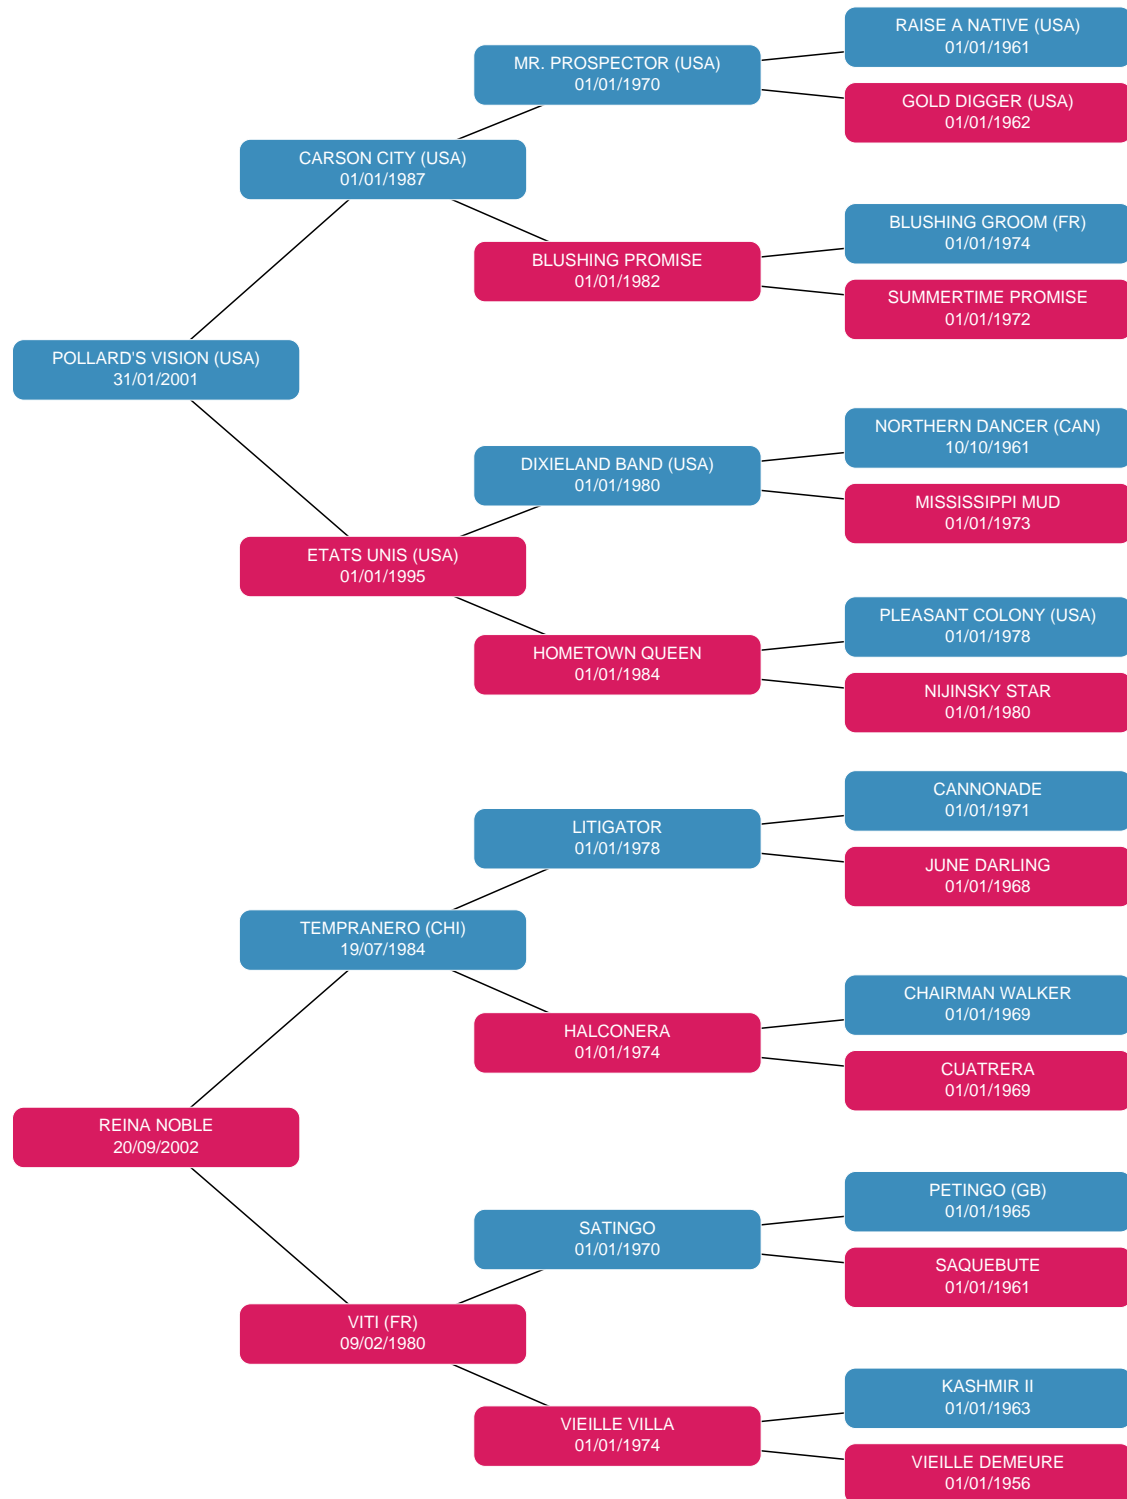 RAISE A NATIVE (USA)
01/01/1961
MR. PROSPECTOR (USA)
01/01/1970
GOLD DIGGER (USA)
01/01/1962
CARSON CITY (USA)
01/01/1987
BLUSHING GROOM (FR)
01/01/1974
BLUSHING PROMISE
01/01/1982
SUMMERTIME PROMISE
01/01/1972
POLLARD'S VISION (USA)
31/01/2001
NORTHERN DANCER (CAN)
10/10/1961
DIXIELAND BAND (USA)
01/01/1980
MISSISSIPPI MUD
01/01/1973
ETATS UNIS (USA)
01/01/1995
PLEASANT COLONY (USA)
01/01/1978
HOMETOWN QUEEN
01/01/1984
NIJINSKY STAR
01/01/1980
CANNONADE
01/01/1971
LITIGATOR
01/01/1978
JUNE DARLING
01/01/1968
TEMPRANERO (CHI)
19/07/1984
CHAIRMAN WALKER
01/01/1969
HALCONERA
01/01/1974
CUATRERA
01/01/1969
REINA NOBLE
20/09/2002
PETINGO (GB)
01/01/1965
SATINGO
01/01/1970
SAQUEBUTE
01/01/1961
VITI (FR)
09/02/1980
KASHMIR II
01/01/1963
VIEILLE VILLA
01/01/1974
VIEILLE DEMEURE
01/01/1956